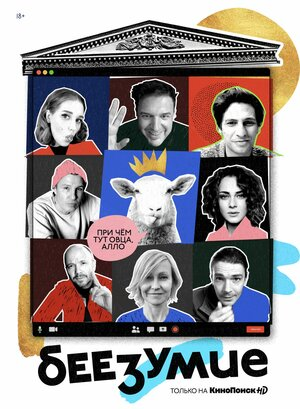 18+
ПРИ ЧЁМ
ТУТ ОВЦА,
АЛЛО
беезумие
ТОЛЬКО НА КИНОПОИСК HD